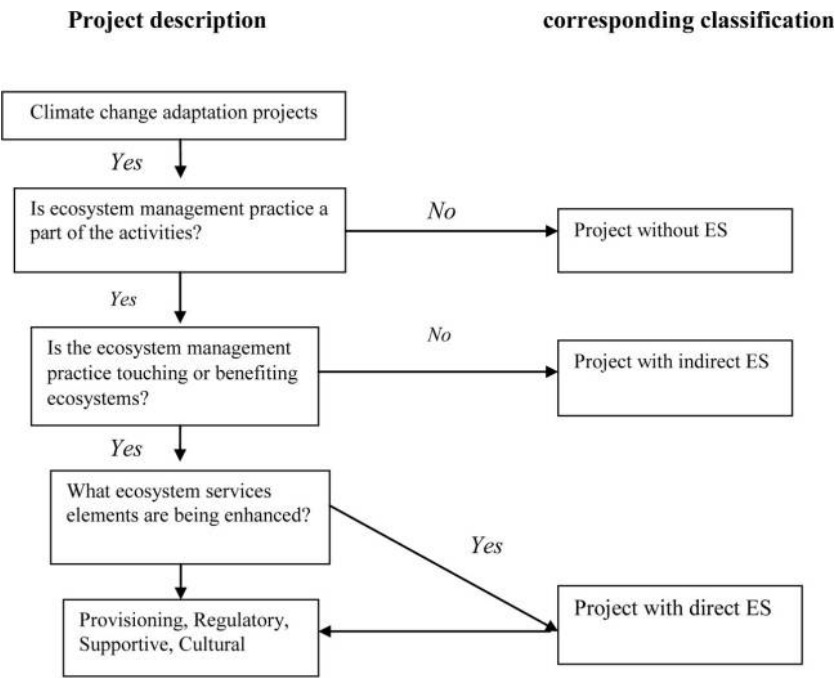 Project description
corresponding classification
Climate change adaptation projects
Yes
Is ecosystem management practice a
part of the activities?
No
Project without ES
Yes
Is the ecosystem management
practice touching or benefiting
ecosystems?
No
Project with indirect ES
Yes
What ecosystem services
elements are being enhanced?
Yes
Provisioning, Regulatory,
Supportive, Cultural
Project with direct ES